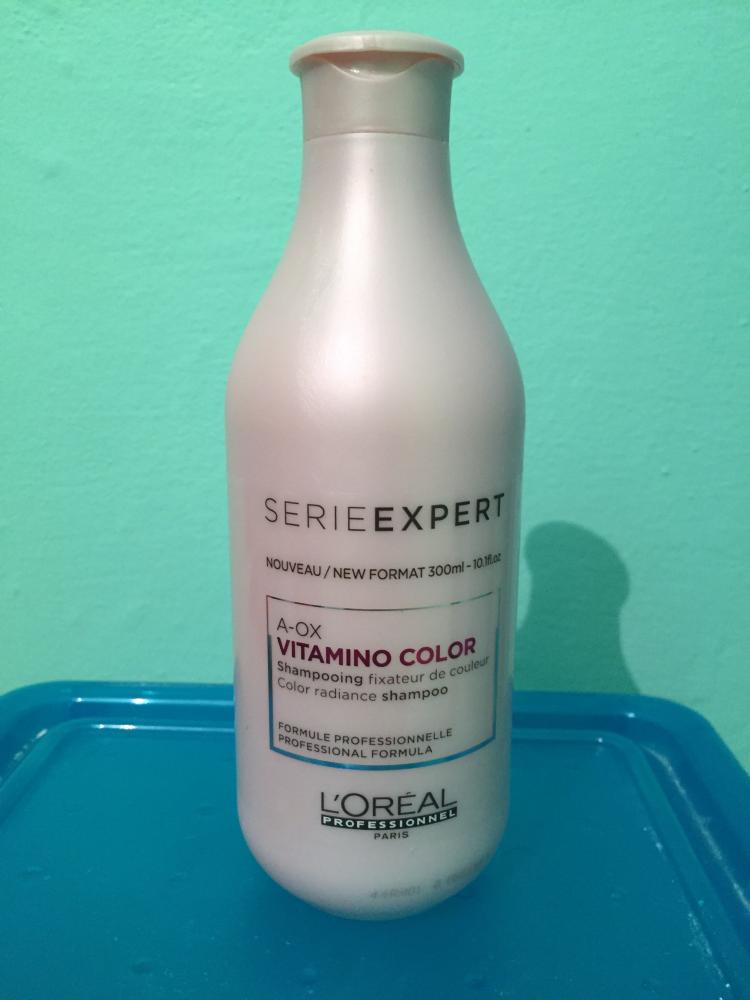 SERIEEXPERT
NOUVEAU / NEW FORMAT 300ml - 10.1fl.oz
A-OX
VITAMINO COLOR
Shampooing fixateur de couleur
Color radiance shampoo
FORMULE PROFESSIONNELLE
PROFESSIONAL FORMULA
L'ORÉAL
PROFESSIONNEL
PARIS